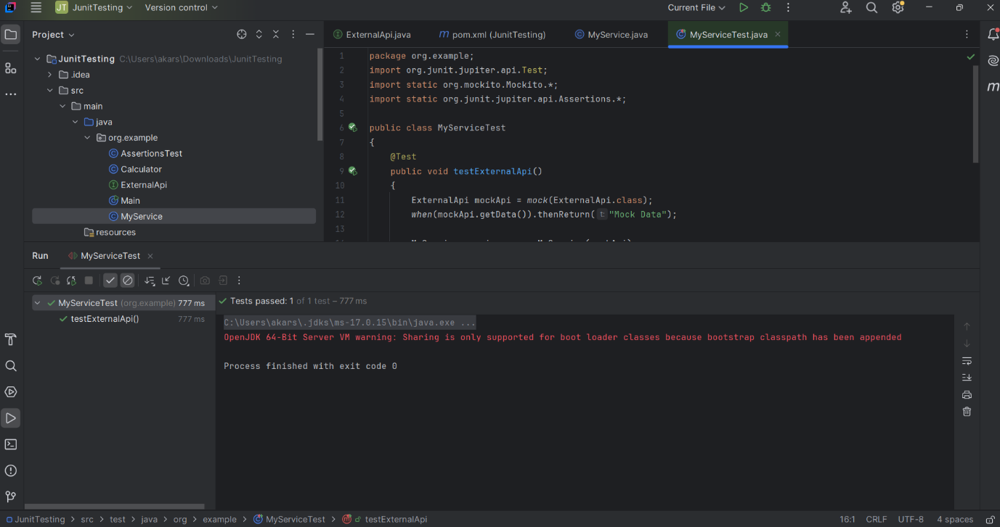 JT JunitTesting Version control Current File
Project
ExternalApi.java pom.xml (JunitTesting) MyService.java MyServiceTest.java
JunitTesting C:\Users\akars\Downloads\JunitTesting
.idea
src
main
java
org.example
AssertionsTest
Calculator
ExternalApi
Main
MyService
resources
1 package org.example;
2 import org.junit.jupiter.api.Test;
3 import static org.mockito.Mockito.*;
4 import static org.junit.jupiter.api.Assertions.*;
5
6 public class MyServiceTest
7 {
8 @Test
9 public void testExternalApi()
10 {
11 ExternalApi mockApi = mock(ExternalApi.class);
12 when(mockApi.getData()).thenReturn( t: "Mock Data");
13
Run MyServiceTest
MyServiceTest (org.example) 777 ms
testExternalApi() 777 ms
Tests passed: 1 of 1 test – 777 ms
C:\Users\akars\.jdks\ms-17.0.15\bin\java.exe ...
OpenJDK 64-Bit Server VM warning: Sharing is only supported for boot loader classes because bootstrap classpath has been appended
Process finished with exit code 0
JunitTesting > src > test > java > org > example > MyServiceTest > testExternalApi 16:1 CRLF UTF-8 4 spaces